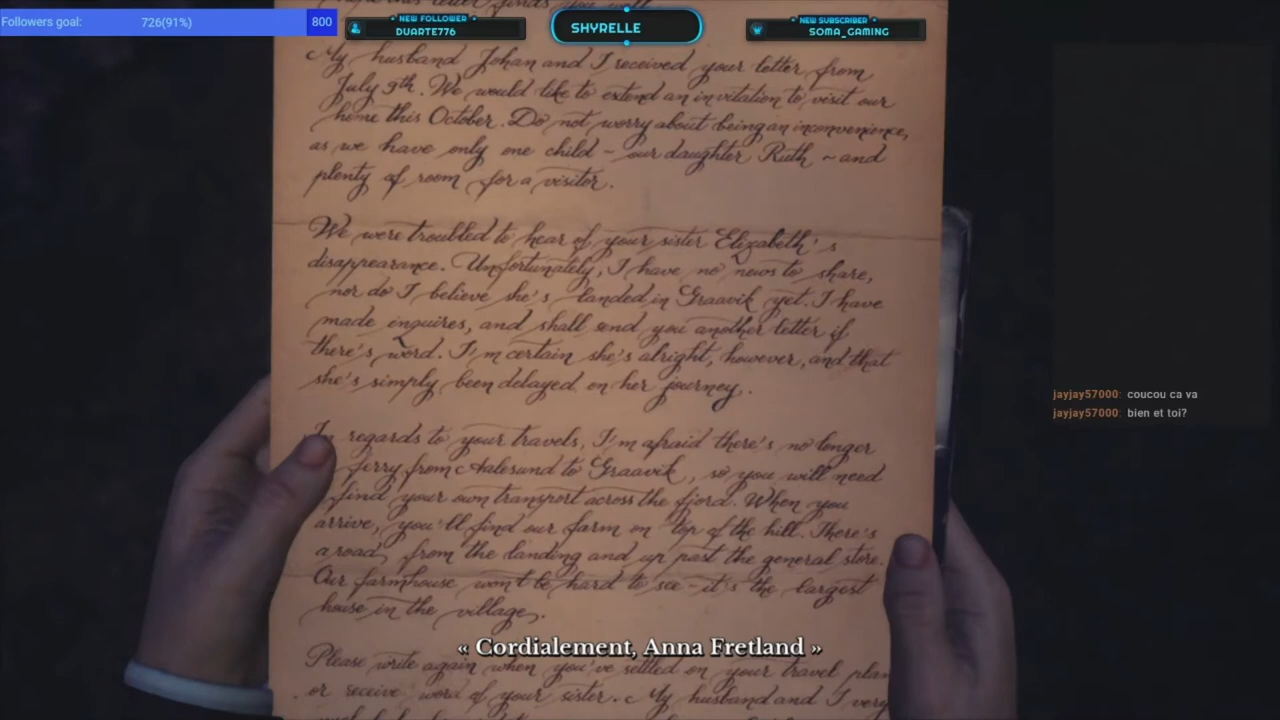 Followers goal: 726(91%) 800
NEW FOLLOWER
DUARTE776
SHYRELLE
NEW SUBSCRIBER
SOMA_GAMING
My husband Johan and I received your letter from
July 9th. We would like to extend an invitation to visit our
home this October. Do not worry about being an inconvenience,
as we have only one child ~ our daughter Ruth ~ and
plenty of room for a visitor.
We were troubled to hear of your sister Elizabeth's
disappearance. Unfortunately, I have no news to share,
nor do I believe she's landed in Graavik yet. I have
made inquires, and shall send you another letter if
there's word. I'm certain she's alright, however, and that
she's simply been delayed on her journey.
In regards to your travels, I'm afraid there's no longer
ferry from Aalesund to Graavik, so you will need
find your own transport across the fjord. When you
arrive, you'll find our farm on top of the hill. There's
a road from the landing and up past the general store.
Our farmhouse won't be hard to see - it's the largest
house in the village.
« Cordialement, Anna Fretland »
Please write again when you've settled on your travel plan
or receive word of your sister. My husband and I very
jayjay57000: coucou ca va
jayjay57000: bien et toi?